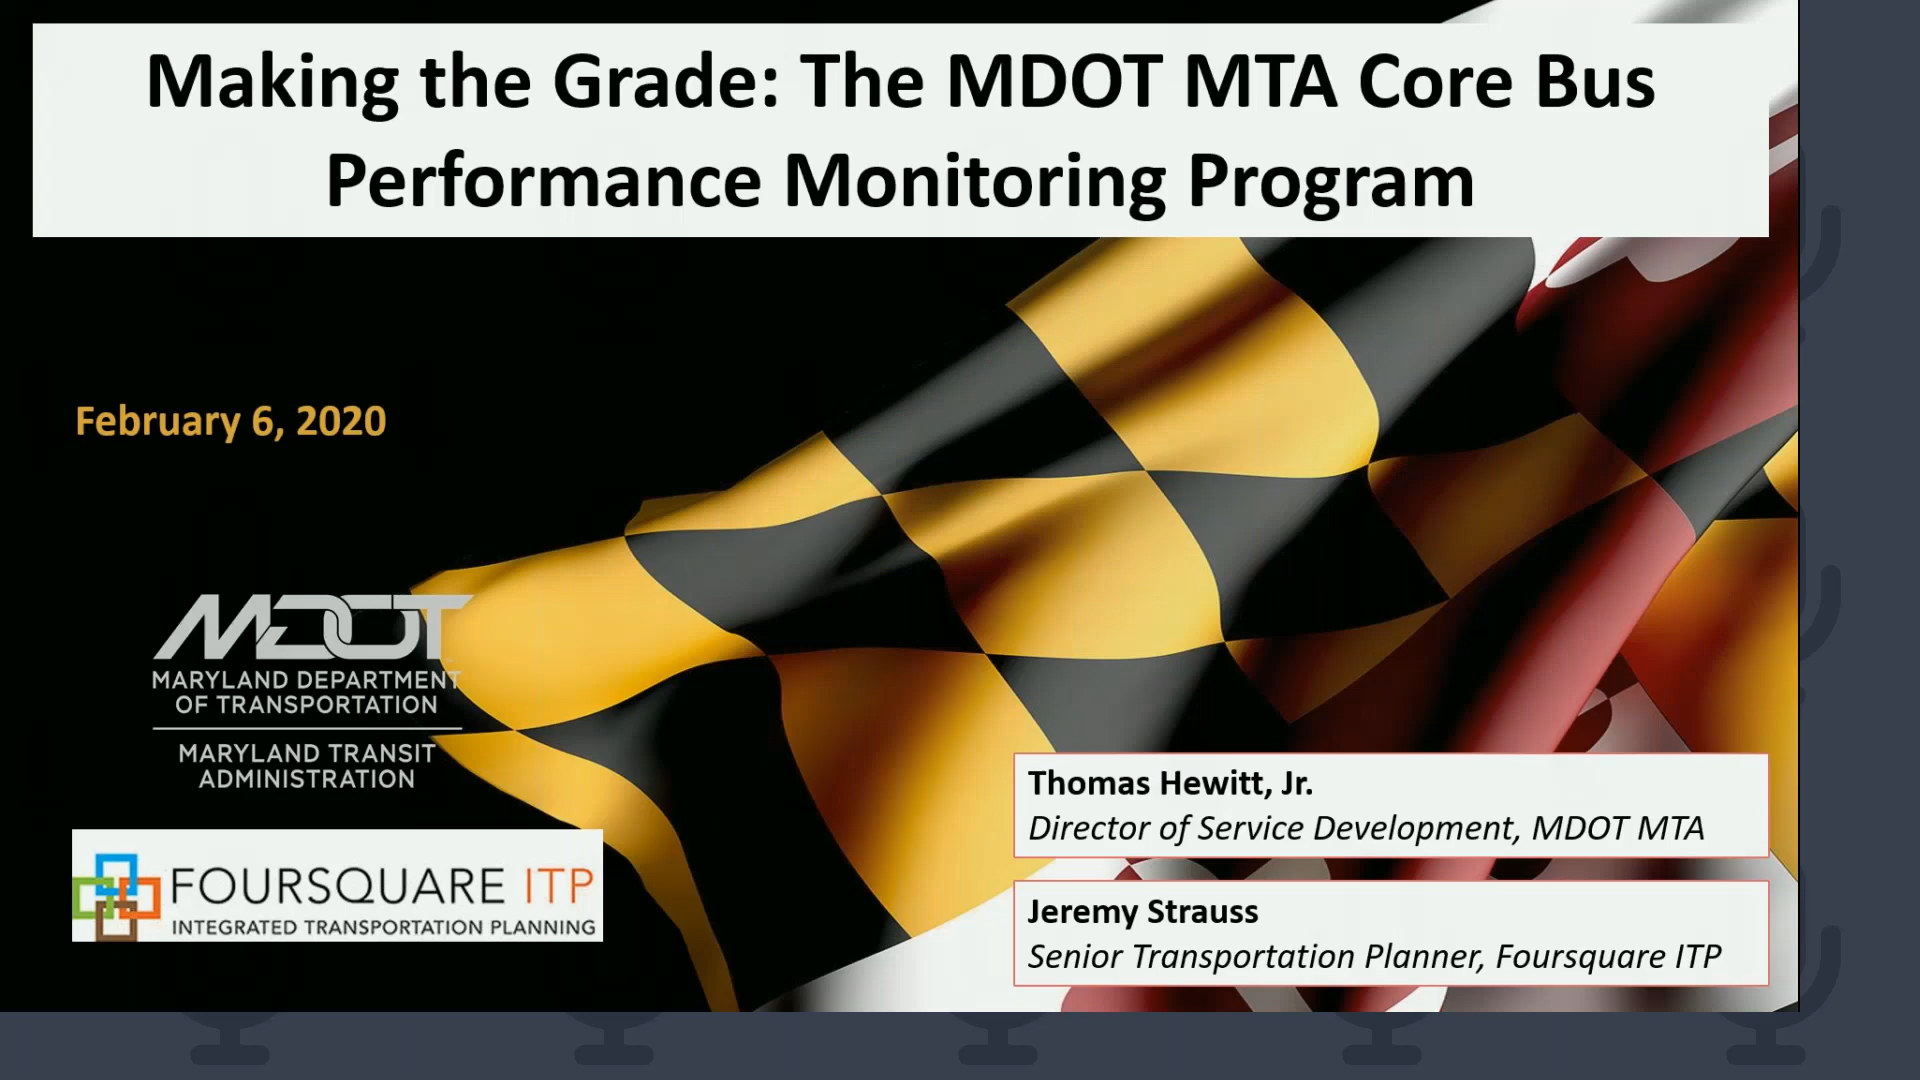 Making the Grade: The MDOT MTA Core Bus
Performance Monitoring Program
February 6, 2020
MDOT
MARYLAND DEPARTMENT
OF TRANSPORTATION
MARYLAND TRANSIT
ADMINISTRATION
FOURSQUARE ITP
INTEGRATED TRANSPORTATION PLANNING
Thomas Hewitt, Jr.
Director of Service Development, MDOT MTA
Jeremy Strauss
Senior Transportation Planner, Foursquare ITP